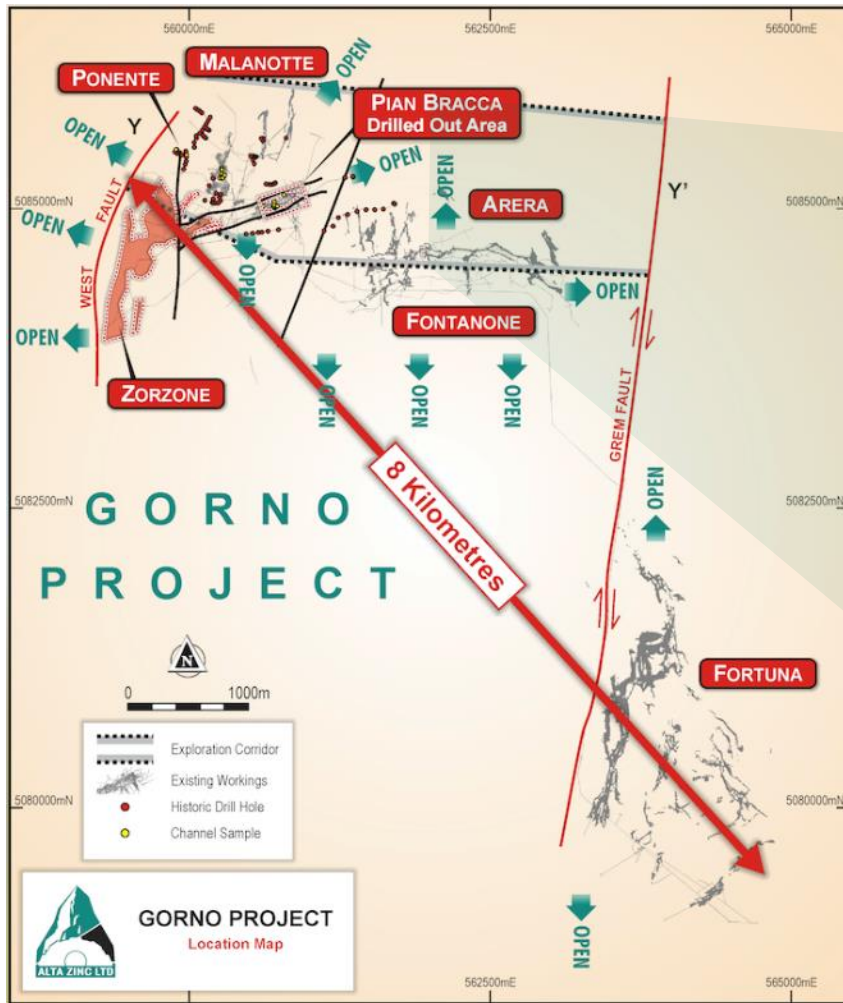 560000mE
562500mE
565000mE
MALANOTTE
OPEN
PONENTE
PIAN BRACCA
Drilled Out Area
OPEN
Y
OPEN
OPEN
5085000mN
5085000mN
ARERA
Y'
OPEN
WEST FAULT
OPEN
OPEN
OPEN
FONTANONE
ZORZONE
OPEN
OPEN
OPEN
GREM FAULT
8 Kilometres
5082500mN
5082500mN
OPEN
GORNO
PROJECT
N
0 1000m
FORTUNA
Exploration Corridor
Existing Workings
Historic Drill Hole
Channel Sample
5080000mN
GORNO PROJECT
Location Map
ALTA ZINC LTD
OPEN
562500mE
565000mE